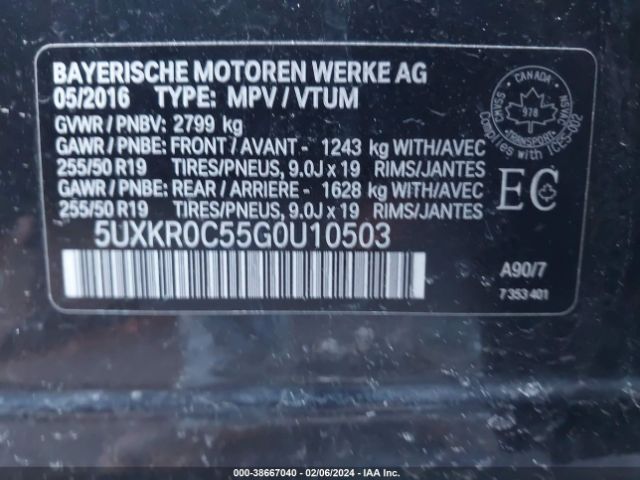 BAYERISCHE MOTOREN WERKE AG
05/2016 TYPE: MPV / VTUM
GVWR / PNBV: 2799 kg
GAWR / PNBE: FRONT / AVANT - 1243 kg WITH/AVEC
255/50 R19 TIRES/PNEUS, 9.0J x 19 RIMS/JANTES
GAWR / PNBE: REAR / ARRIERE - 1628 kg WITH/AVEC
255/50 R19 TIRES/PNEUS, 9.0J x 19 RIMS/JANTES
5UXKR0C55G0U10503
CANADA
CMVSS
NSVAC
978
TRANSPORT
Complies with ICES-002
EC
A90/7
7 353 401
000-38667040 - 02/06/2024 - IAA Inc.